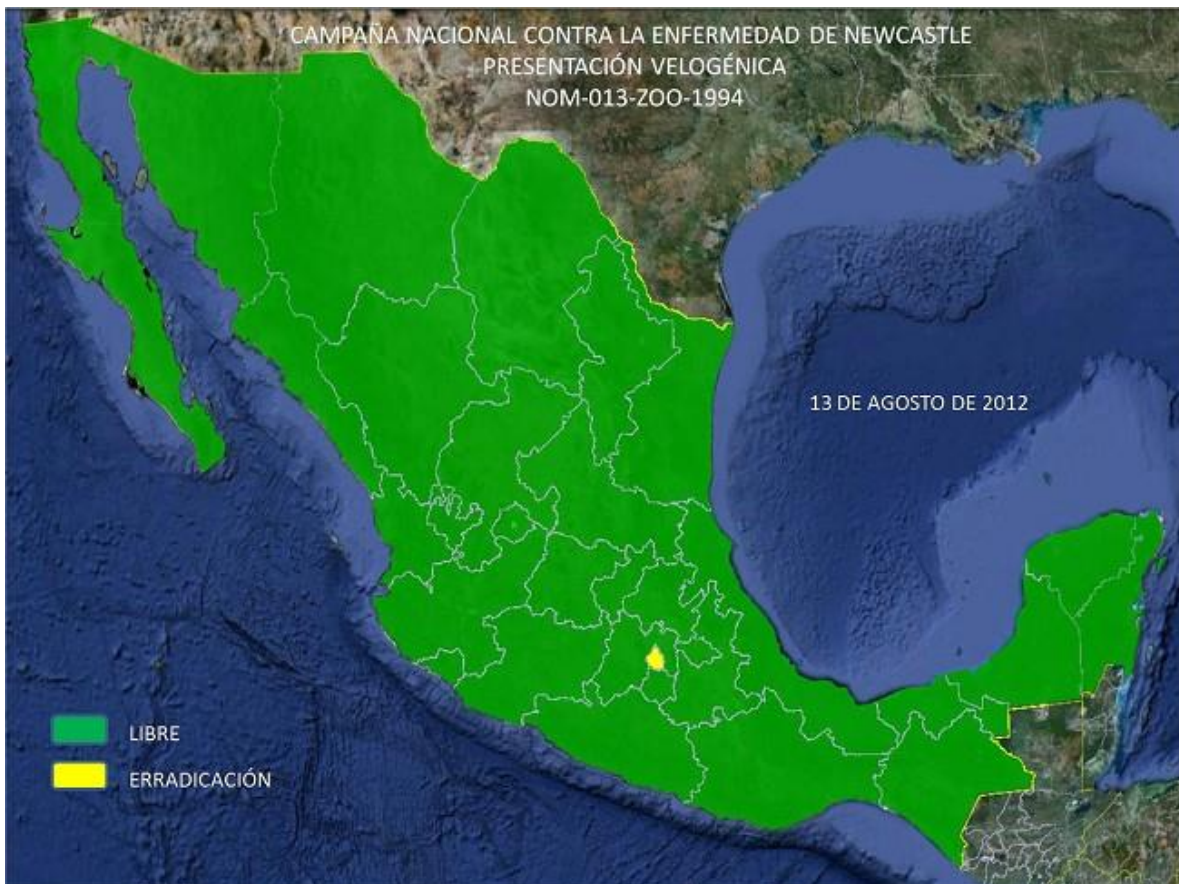 CAMPAÑA NACIONAL CONTRA LA ENFERMEDAD DE NEWCASTLE
PRESENTACIÓN VELOGÉNICA
NOM-013-ZOO-1994
13 DE AGOSTO DE 2012
LIBRE
ERRADICACIÓN